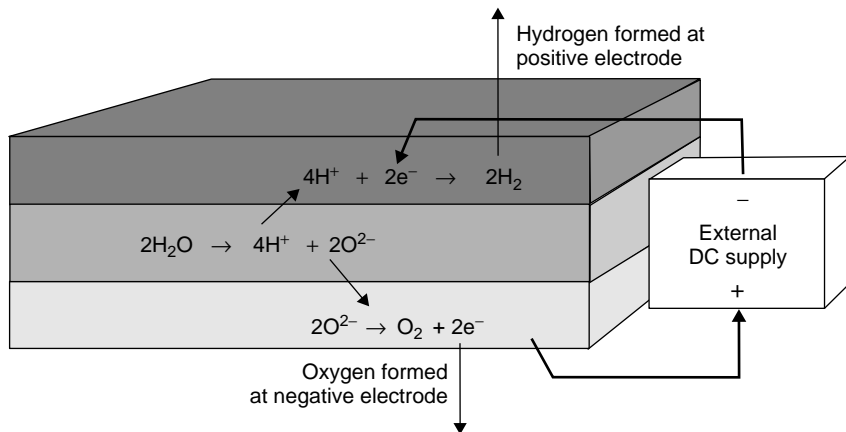 Hydrogen formed at
positive electrode
4H⁺ + 2e⁻ → 2H₂
2H₂O → 4H⁺ + 2O²⁻
2O²⁻ → O₂ + 2e⁻
−
External
DC supply
+
Oxygen formed
at negative electrode